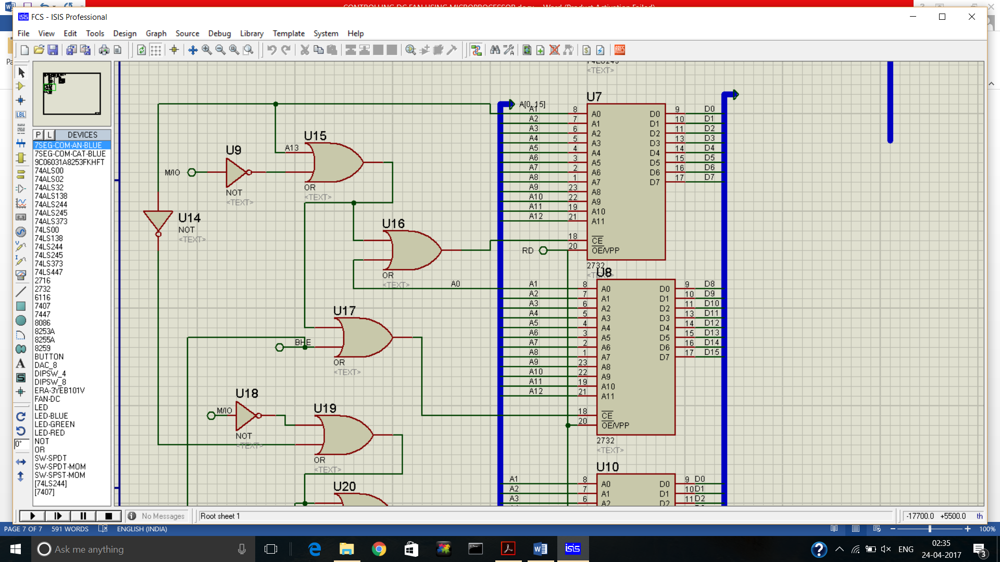 CONTROLLING DC FAN USING MICROPROCESSOR.docx - Word (Product Activation Failed)
ISIS FCS - ISIS Professional
File View Edit Tools Design Graph Source Debug Library Template System Help
ARES
LBL
P L DEVICES
7SEG-COM-AN-BLUE
7SEG-COM-CAT-BLUE
9C06031A8253FKHFT
74ALS00
74ALS02
74ALS32
74ALS138
74ALS244
74ALS245
74ALS373
74LS00
74LS138
74LS244
74LS245
74LS373
74LS447
2716
2732
6116
7407
7447
8086
8253A
8255A
8259
BUTTON
DAC_8
DIPSW_4
DIPSW_8
ERA-3YEB101V
FAN-DC
LED
LED-BLUE
LED-GREEN
LED-RED
NOT
OR
SW-SPDT
SW-SPDT-MOM
SW-SPST-MOM
[74LS244]
[7407]
0°
74LS245
<TEXT>
U15
A13
OR
<TEXT>
U9
M/IO
NOT
<TEXT>
U14
NOT
<TEXT>
U16
OR
<TEXT>
A0
U17
BHE
OR
<TEXT>
U18
M/IO
NOT
<TEXT>
U19
OR
<TEXT>
U20
A[0..15]
U7
A1 8 A0 D0 9 D0
A2 7 A1 D1 10 D1
A3 6 A2 D2 11 D2
A4 5 A3 D3 13 D3
A5 4 A4 D4 14 D4
A6 3 A5 D5 15 D5
A7 2 A6 D6 16 D6
A8 1 A7 D7 17 D7
A9 23 A8
A10 22 A9
A11 19 A10
A12 21 A11
18 CE
RD 20 OE/VPP
2732
<TEXT>
U8
A1 8 A0 D0 9 D8
A2 7 A1 D1 10 D9
A3 6 A2 D2 11 D10
A4 5 A3 D3 13 D11
A5 4 A4 D4 14 D12
A6 3 A5 D5 15 D13
A7 2 A6 D6 16 D14
A8 1 A7 D7 17 D15
A9 23 A8
A10 22 A9
A11 19 A10
A12 21 A11
18 CE
20 OE/VPP
2732
<TEXT>
U10
A1 8 A0 D0 9 D0
A2 7 A1 D1 10 D1
A3 6 A2 D2 11 D2
No Messages Root sheet 1 -17700.0 +5500.0 th
PAGE 7 OF 7 591 WORDS ENGLISH (INDIA) 100%
Ask me anything
isis
ENG
02:35
24-04-2017
3